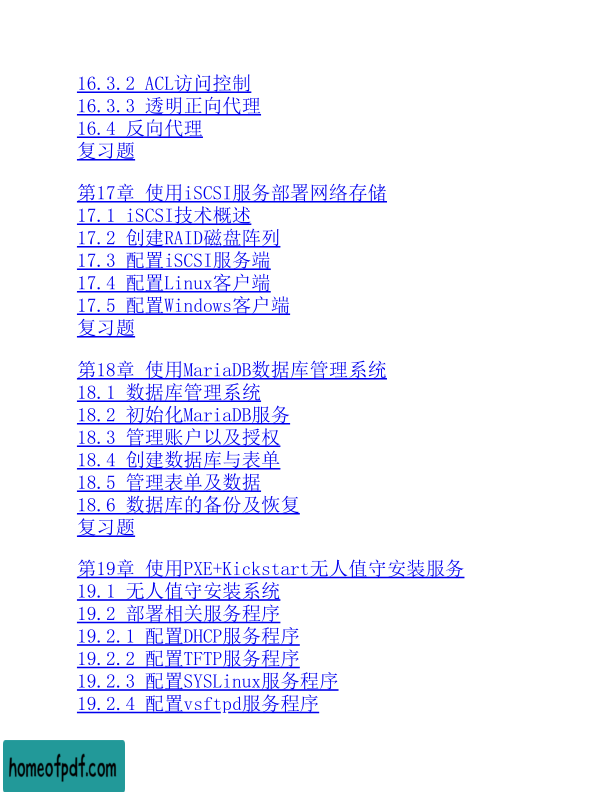 16.3.2 ACL访问控制
16.3.3 透明正向代理
16.4 反向代理
复习题
第17章 使用iSCSI服务部署网络存储
17.1 iSCSI技术概述
17.2 创建RAID磁盘阵列
17.3 配置iSCSI服务端
17.4 配置Linux客户端
17.5 配置Windows客户端
复习题
第18章 使用MariaDB数据库管理系统
18.1 数据库管理系统
18.2 初始化MariaDB服务
18.3 管理账户以及授权
18.4 创建数据库与表单
18.5 管理表单及数据
18.6 数据库的备份及恢复
复习题
第19章 使用PXE+Kickstart无人值守安装服务
19.1 无人值守安装系统
19.2 部署相关服务程序
19.2.1 配置DHCP服务程序
19.2.2 配置TFTP服务程序
19.2.3 配置SYSLinux服务程序
19.2.4 配置vsftpd服务程序
homeofpdf.com